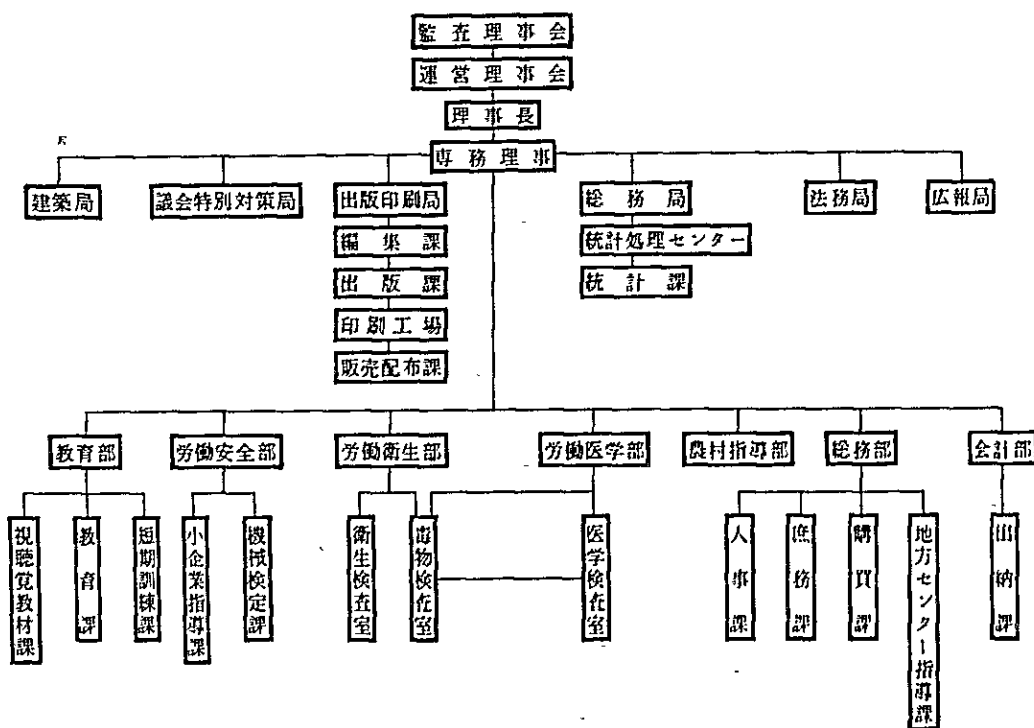 監査理事会
運営理事会
理事長
専務理事
建築局
議会特別対策局
出版印刷局
総務局
法務局
広報局
編集課
統計処理センター
出版課
統計課
印刷工場
販売配布課
教育部
労働安全部
労働衛生部
労働医学部
農村指導部
総務部
会計部
視聴覚教材課
教育課
短期訓練課
小企業指導課
機械検定課
衛生検査室
毒物検査室
医学検査室
人事課
庶務課
購買課
地方センター指導課
出納課